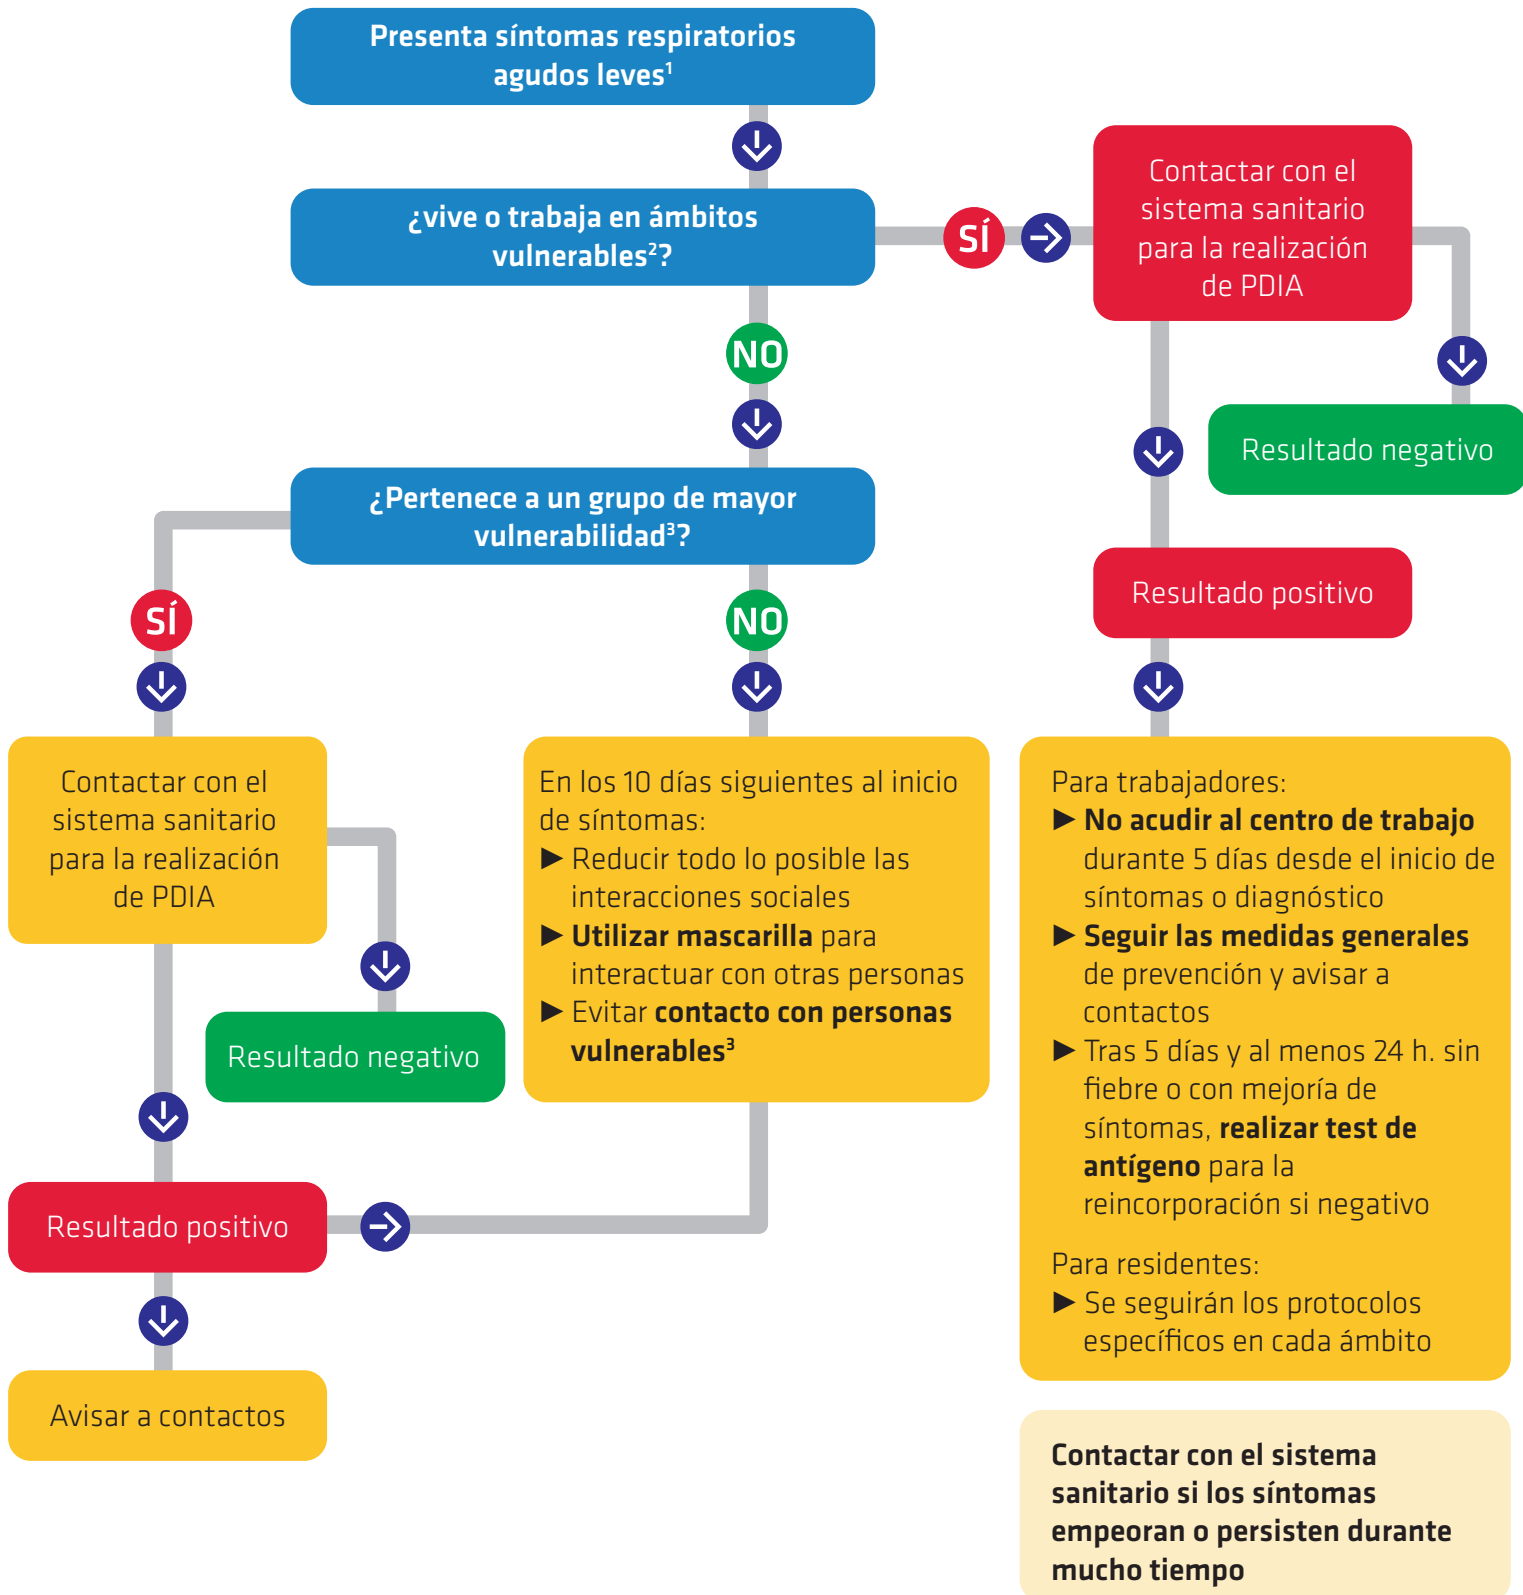 Presenta síntomas respiratorios
agudos leves¹
¿vive o trabaja en ámbitos
vulnerables²?
SÍ
Contactar con el
sistema sanitario
para la realización
de PDIA
NO
Resultado negativo
¿Pertenece a un grupo de mayor
vulnerabilidad³?
Resultado positivo
SÍ
NO
Contactar con el
sistema sanitario
para la realización
de PDIA
Resultado negativo
Resultado positivo
Avisar a contactos
En los 10 días siguientes al inicio
de síntomas:
► Reducir todo lo posible las
interacciones sociales
► Utilizar mascarilla para
interactuar con otras personas
► Evitar contacto con personas
vulnerables³
Para trabajadores:
► No acudir al centro de trabajo
durante 5 días desde el inicio de
síntomas o diagnóstico
► Seguir las medidas generales
de prevención y avisar a
contactos
► Tras 5 días y al menos 24 h. sin
fiebre o con mejoría de
síntomas, realizar test de
antígeno para la
reincorporación si negativo
Para residentes:
► Se seguirán los protocolos
específicos en cada ámbito
Contactar con el sistema
sanitario si los síntomas
empeoran o persisten durante
mucho tiempo